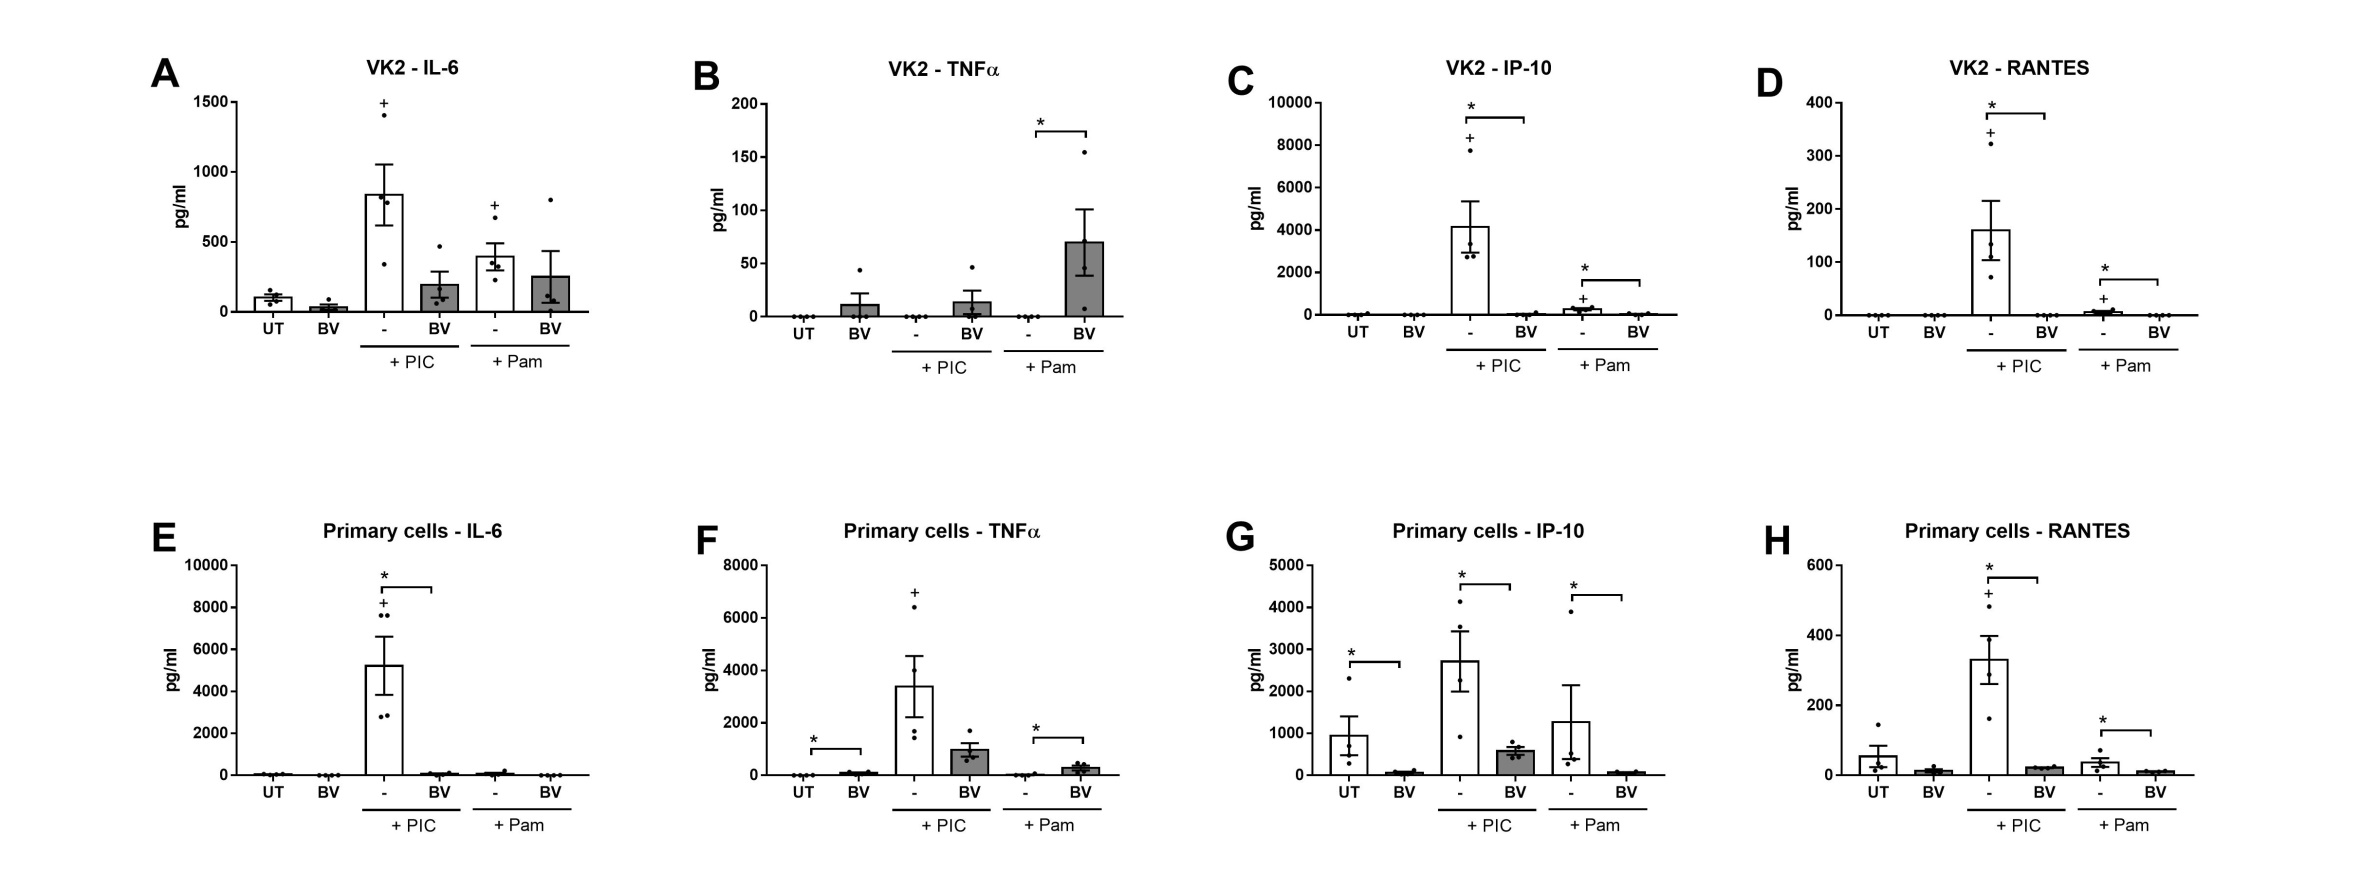 A
VK2 - IL-6
+
1500
1000
500
0
pg/ml
+
UT BV - BV - BV
+ PIC + Pam
B
VK2 - TNFα
200
150
100
50
0
pg/ml
*
UT BV - BV - BV
+ PIC + Pam
C
VK2 - IP-10
10000
8000
6000
4000
2000
0
pg/ml
*
+
*
+
UT BV - BV - BV
+ PIC + Pam
D
VK2 - RANTES
400
300
200
100
0
pg/ml
*
+
*
+
UT BV - BV - BV
+ PIC + Pam
E
Primary cells - IL-6
10000
8000
6000
4000
2000
0
pg/ml
*
+
UT BV - BV - BV
+ PIC + Pam
F
Primary cells - TNFα
8000
6000
4000
2000
0
pg/ml
+
*
*
UT BV - BV - BV
+ PIC + Pam
G
Primary cells - IP-10
5000
4000
3000
2000
1000
0
pg/ml
*
*
*
UT BV - BV - BV
+ PIC + Pam
H
Primary cells - RANTES
600
400
200
0
pg/ml
*
+
*
UT BV - BV - BV
+ PIC + Pam